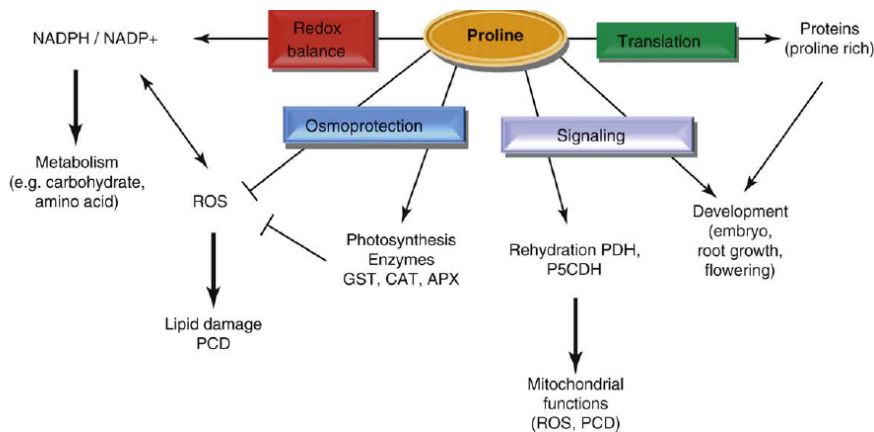 NADPH / NADP+
Redox
balance
Proline
Translation
Proteins
(proline rich)
Osmoprotection
Signaling
Metabolism
(e.g. carbohydrate,
amino acid)
ROS
Photosynthesis
Enzymes
GST, CAT, APX
Rehydration PDH,
P5CDH
Development
(embryo,
root growth,
flowering)
Lipid damage
PCD
Mitochondrial
functions
(ROS, PCD)